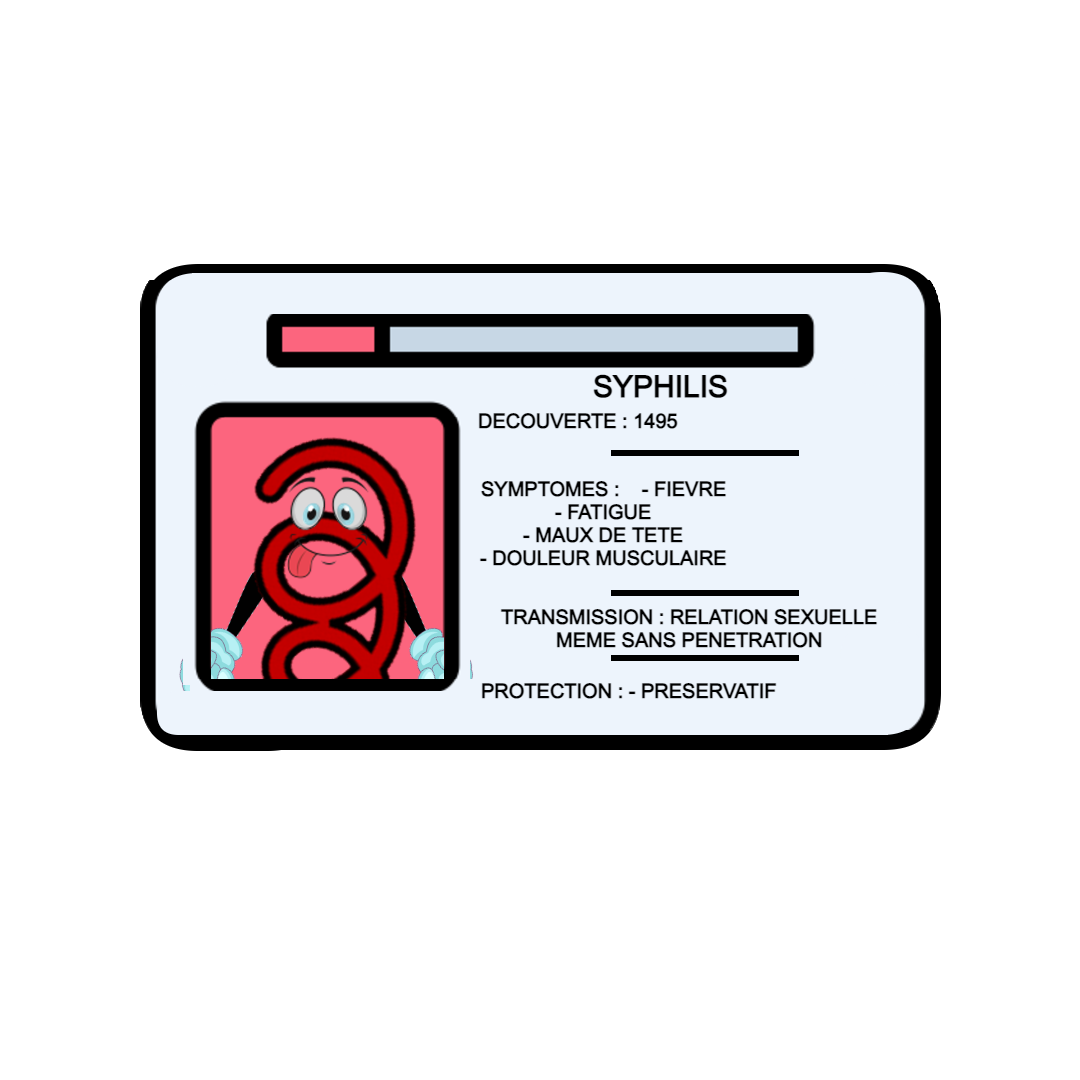 SYPHILIS
DECOUVERTE : 1495
SYMPTOMES : - FIEVRE
- FATIGUE
- MAUX DE TETE
- DOULEUR MUSCULAIRE
TRANSMISSION : RELATION SEXUELLE
MEME SANS PENETRATION
PROTECTION : - PRESERVATIF